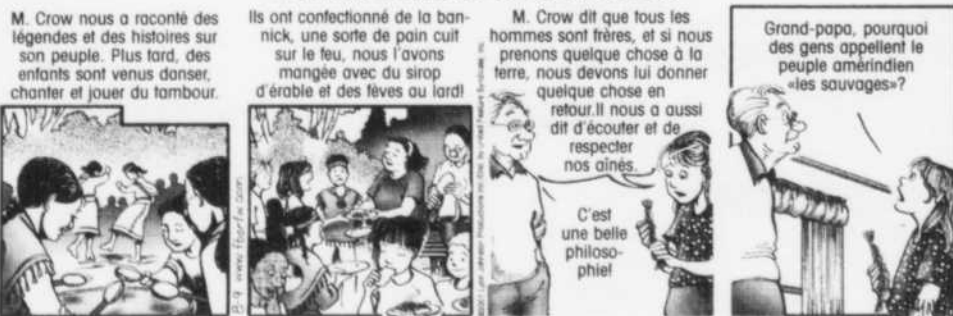 M. Crow nous a raconté des
légendes et des histoires sur
son peuple. Plus tard, des
enfants sont venus danser,
chanter et jouer du tambour.
Ils ont confectionné de la ban-
nick, une sorte de pain cuit
sur le feu, nous l'avons
mangée avec du sirop
d'érable et des fèves au lard!
M. Crow dit que tous les
hommes sont frères, et si nous
prenons quelque chose à la
terre, nous devons lui donner
quelque chose en
retour.Il nous a aussi
dit d'écouter et de
respecter
nos aînés.
C'est
une belle
philoso-
phie!
Grand-papa, pourquoi
des gens appellent le
peuple amérindien
«les sauvages»?